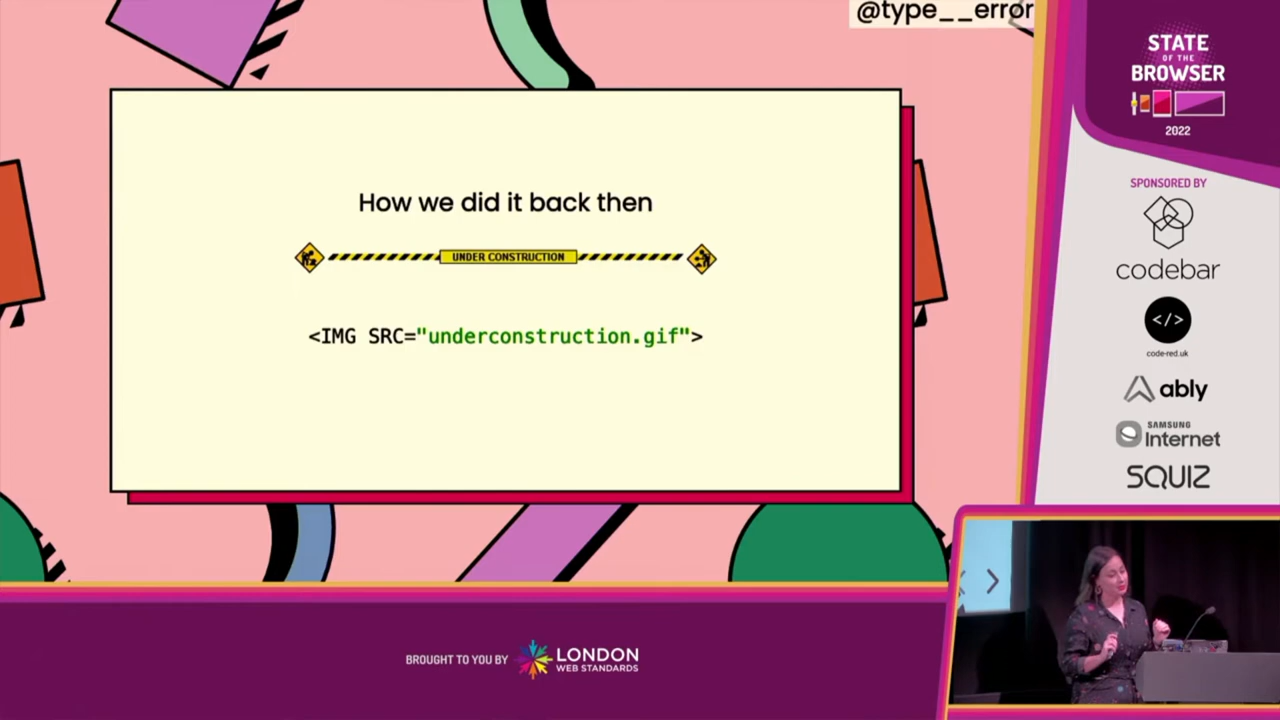 @type__error
How we did it back then
UNDER CONSTRUCTION
<IMG SRC="underconstruction.gif">
STATE
OF THE
BROWSER
2022
SPONSORED BY
codebar
</>
code-red.uk
ably
SAMSUNG
Internet
SQUIZ
BROUGHT TO YOU BY
LONDON
WEB STANDARDS